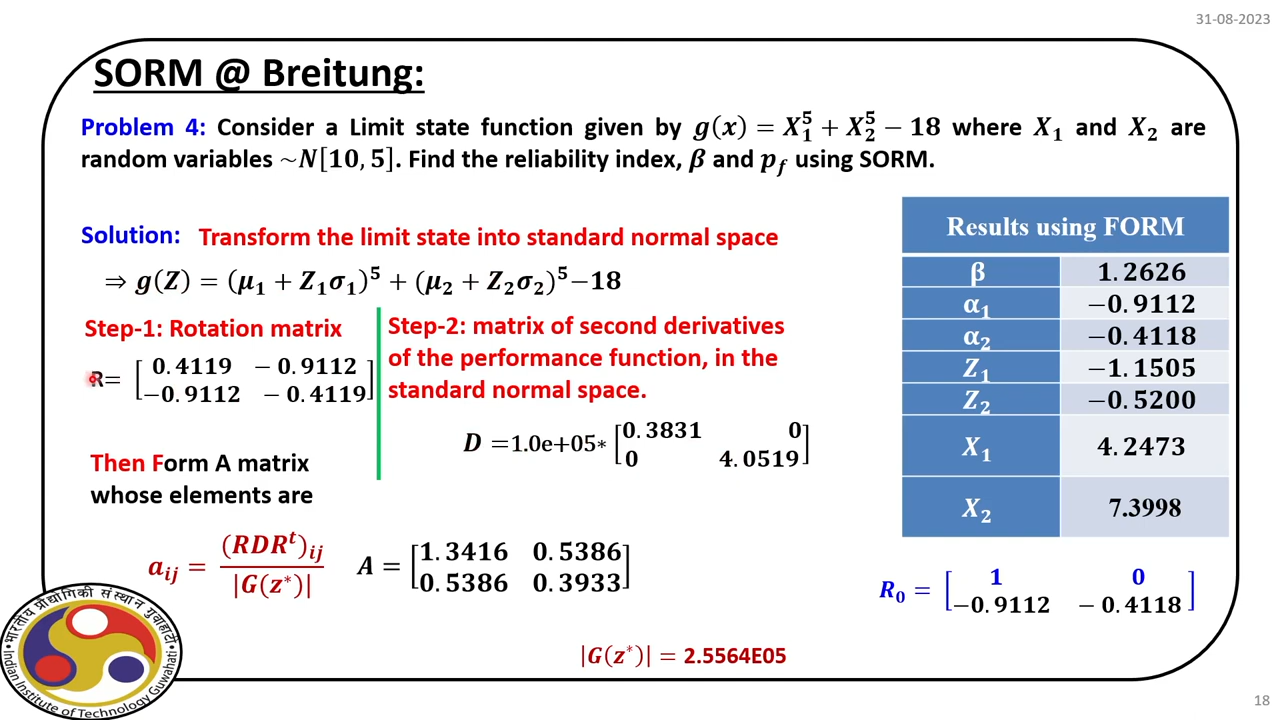 31-08-2023
SORM @ Breitung:
Problem 4: Consider a Limit state function given by g(x) = X₁⁵ + X₂⁵ − 18 where X₁ and X₂ are
random variables ~N[10, 5]. Find the reliability index, β and p_f using SORM.
Solution: Transform the limit state into standard normal space
⇒ g(Z) = (μ₁ + Z₁σ₁)⁵ + (μ₂ + Z₂σ₂)⁵−18
Step-1: Rotation matrix
R= [0.4119 −0.9112
−0.9112 −0.4119]
Then Form A matrix
whose elements are
Step-2: matrix of second derivatives
of the performance function, in the
standard normal space.
D =1.0e+05* [0.3831 0
0 4.0519]
a_ij = (RDRᵗ)_ij / |G(z*)|
A = [1.3416 0.5386
0.5386 0.3933]
|G(z*)| = 2.5564E05
Results using FORM
β 1.2626
α₁ −0.9112
α₂ −0.4118
Z₁ −1.1505
Z₂ −0.5200
X₁ 4.2473
X₂ 7.3998
R₀ = [1 0
−0.9112 −0.4118]
भारतीय प्रौद्योगिकी संस्थान गुवाहाटी
Indian Institute of Technology Guwahati
18